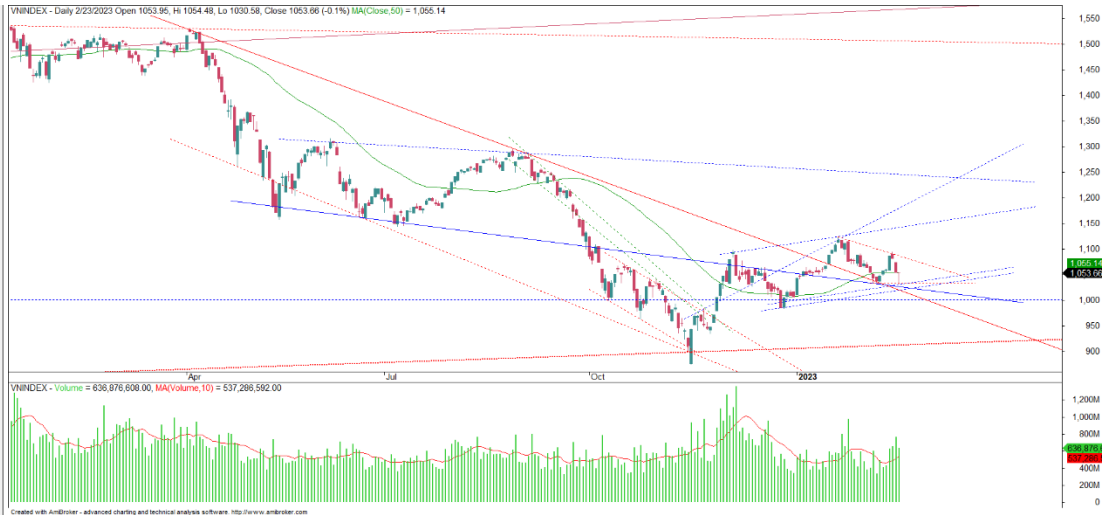 VNINDEX - Daily 2/23/2023 Open 1053.95, Hi 1054.48, Lo 1030.58, Close 1053.66 (-0.1%) MA(Close,50) = 1,055.14
1,550
1,500
1,450
1,400
1,350
1,300
1,250
1,200
1,150
1,100
1,055.14
1,053.66
1,000
950
900
Apr Jul Oct 2023
VNINDEX - Volume = 636,876,608.00, MA(Volume,10) = 537,286,592.00
1,200M
1,000M
800M
636,876.6
400M
200M
0
Created with AmiBroker - advanced charting and technical analysis software. http://www.amibroker.com